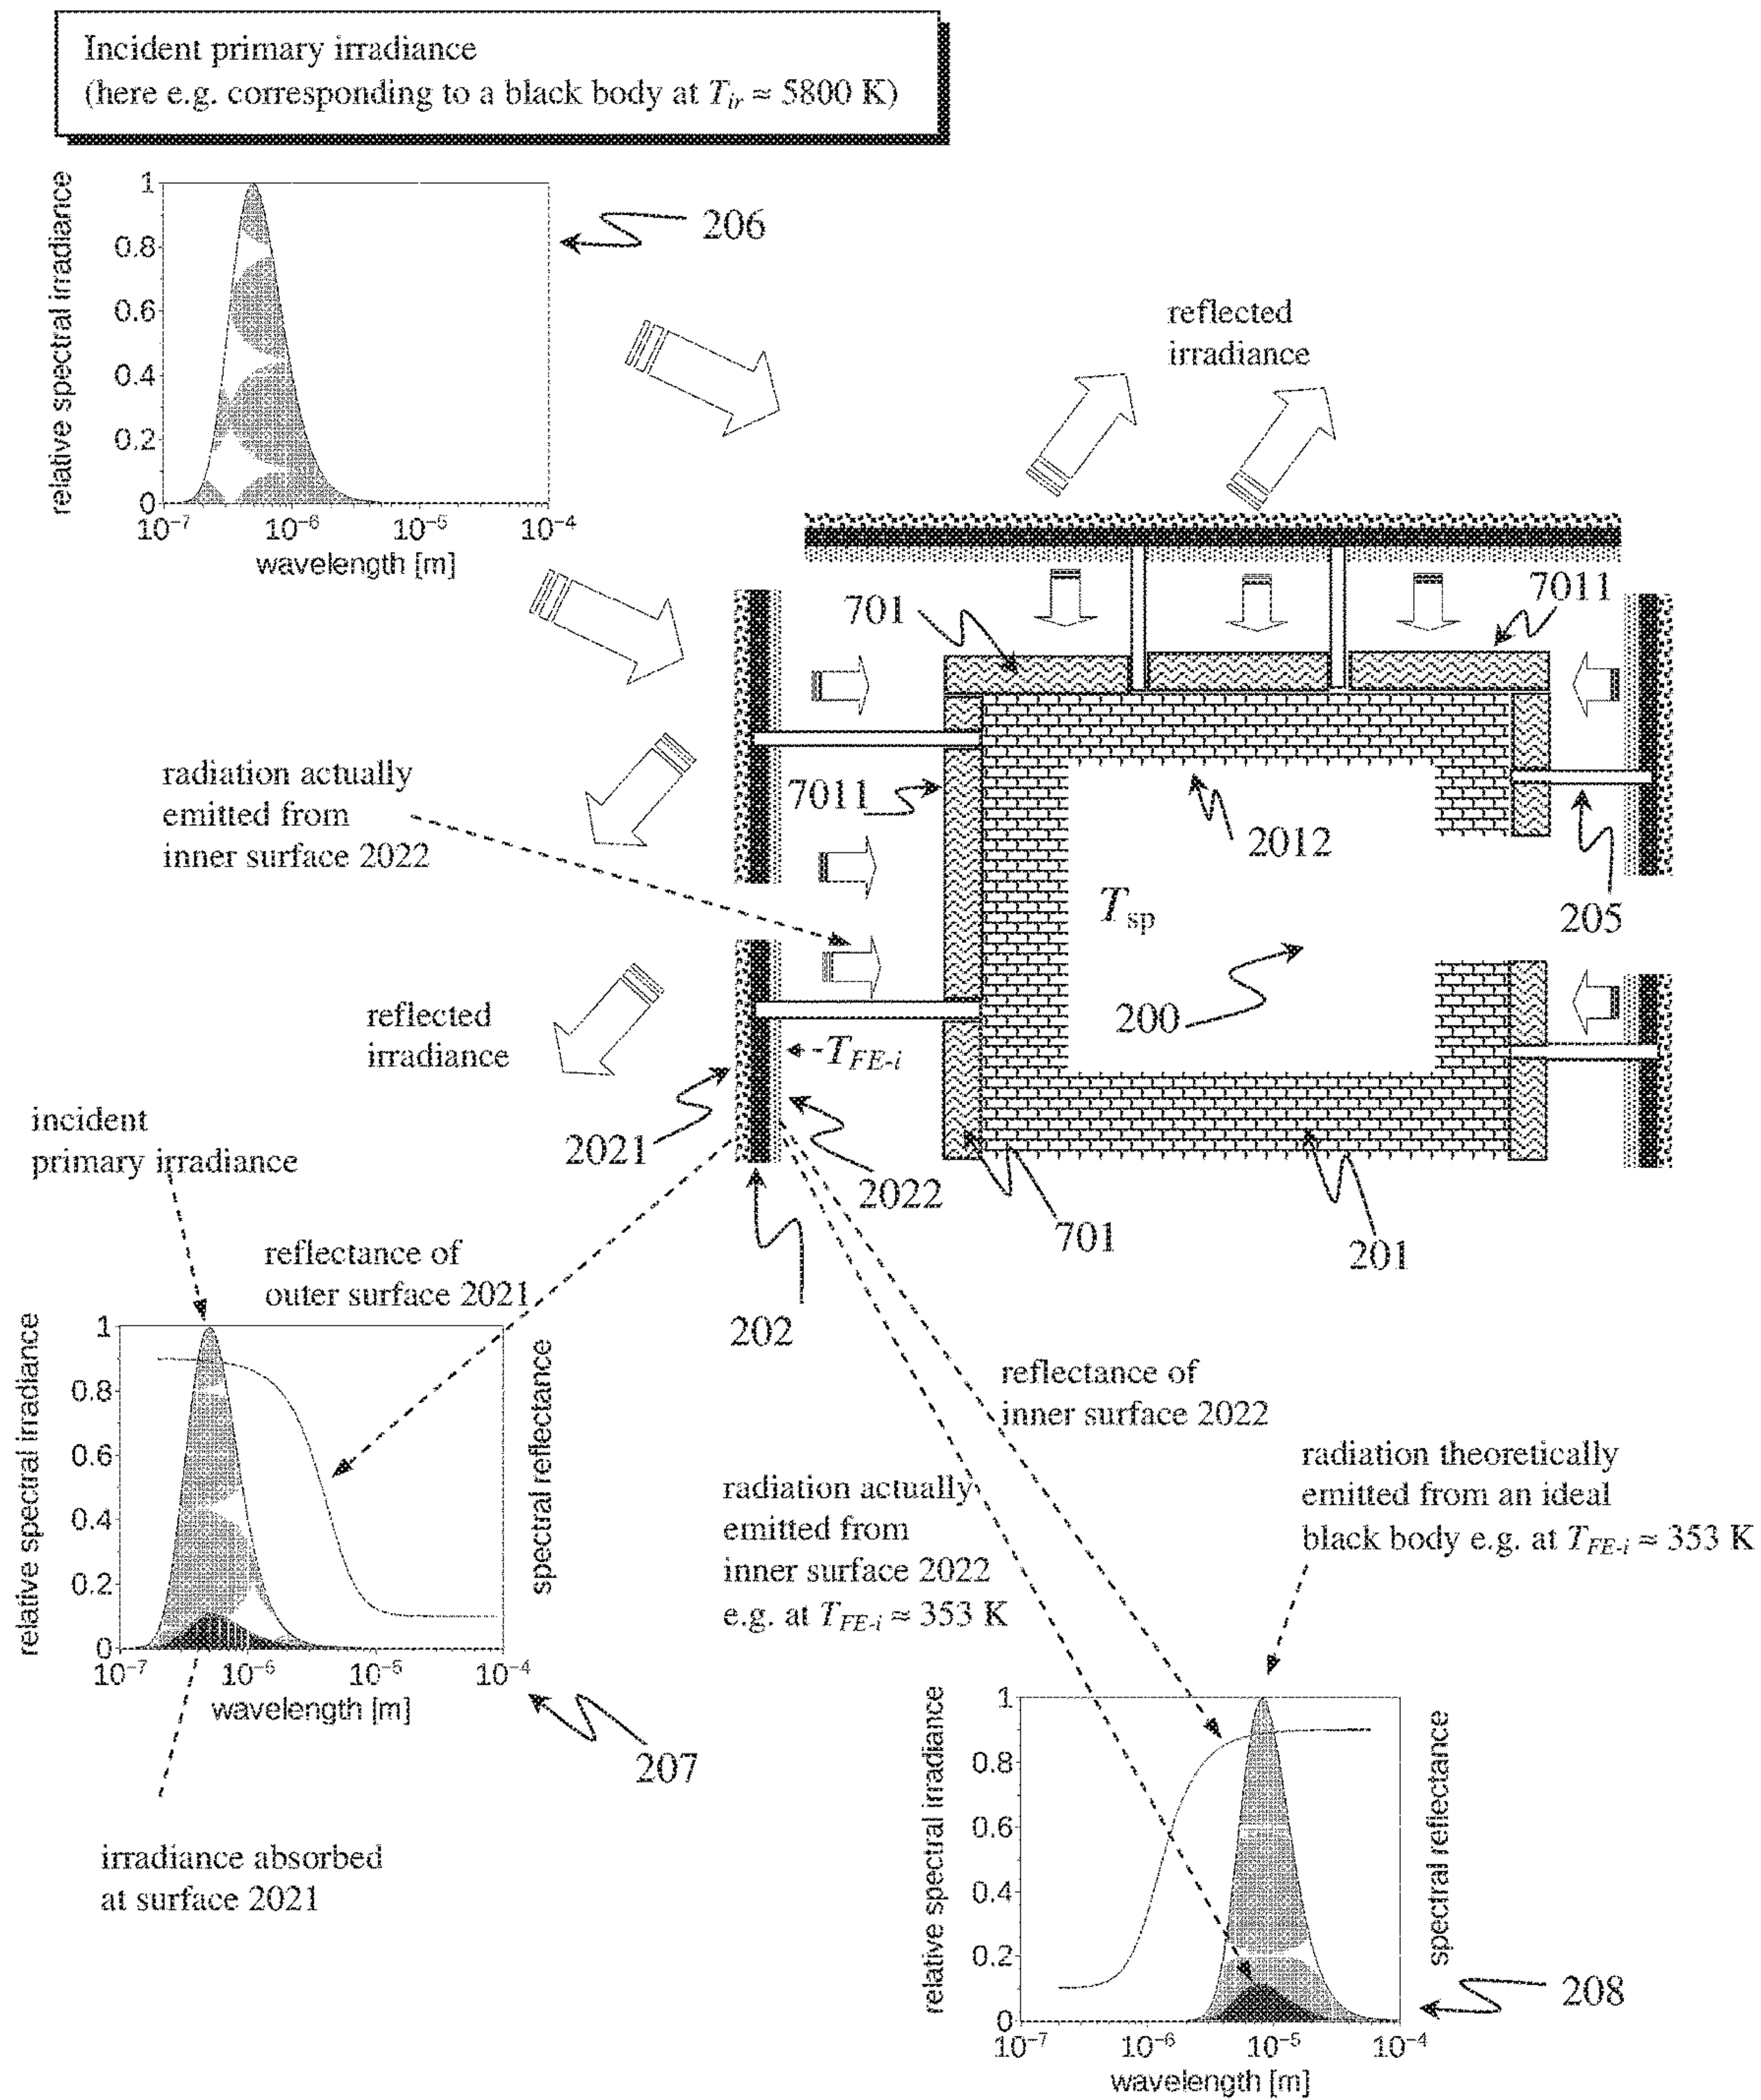 Incident primary irradiance
(here e.g. corresponding to a black body at T_ir ≈ 5800 K)
relative spectral irradiance
1
0.8
0.6
0.4
0.2
0
10⁻⁷
10⁻⁶
10⁻⁵
10⁻⁴
wavelength [m]
206
reflected
irradiance
701
7011
radiation actually
emitted from
inner surface 2022
7011
2012
T_sp
205
200
reflected
irradiance
T_FE-i
2021
2022
701
201
202
incident
primary irradiance
reflectance of
outer surface 2021
relative spectral irradiance
spectral reflectance
1
0.8
0.6
0.4
0.2
0
10⁻⁷
10⁻⁶
10⁻⁵
10⁻⁴
wavelength [m]
207
irradiance absorbed
at surface 2021
reflectance of
inner surface 2022
radiation actually
emitted from
inner surface 2022
e.g. at T_FE-i ≈ 353 K
radiation theoretically
emitted from an ideal
black body e.g. at T_FE-i ≈ 353 K
relative spectral irradiance
spectral reflectance
1
0.8
0.6
0.4
0.2
0
10⁻⁷
10⁻⁶
10⁻⁵
10⁻⁴
wavelength [m]
208